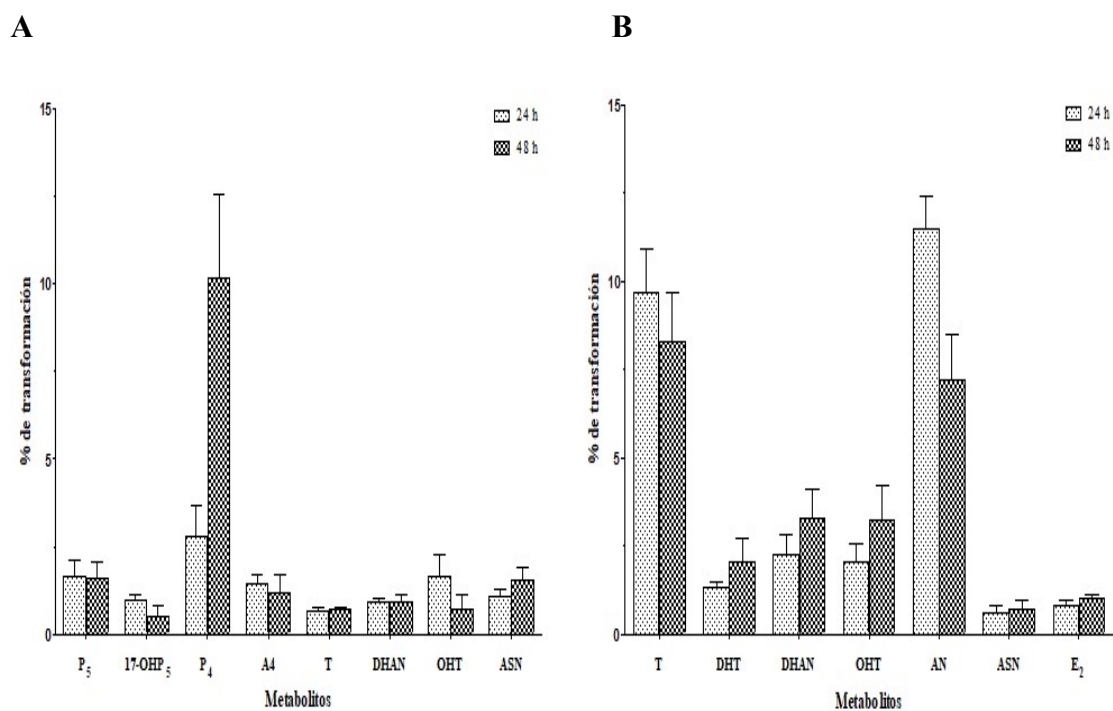 A
% de transformación
15
10
5
0
24 h
48 h
P5 17-OHP5 P4 A4 T DHAN OHT ASN
Metabolitos
B
% de transformación
15
10
5
0
24 h
48 h
T DHT DHAN OHT AN ASN E2
Metabolitos